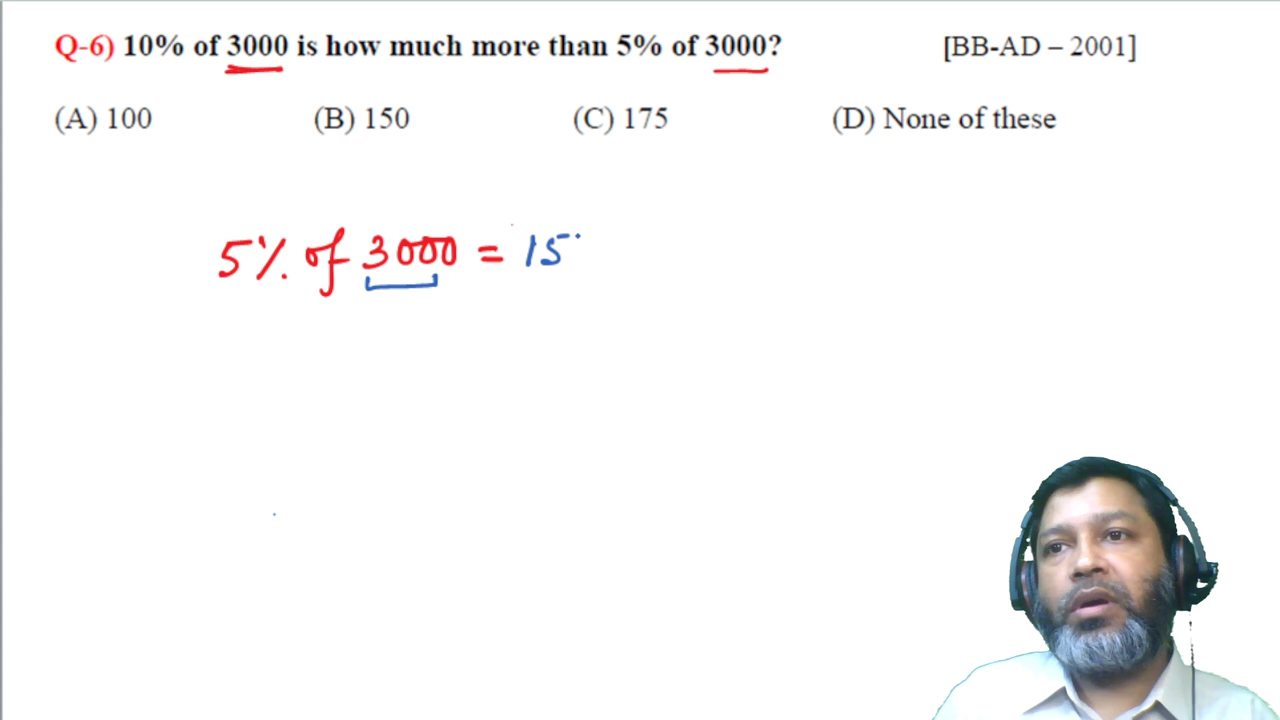 Q-6) 10% of 3000 is how much more than 5% of 3000? [BB-AD – 2001]
(A) 100 (B) 150 (C) 175 (D) None of these
5% of 3000 = 15